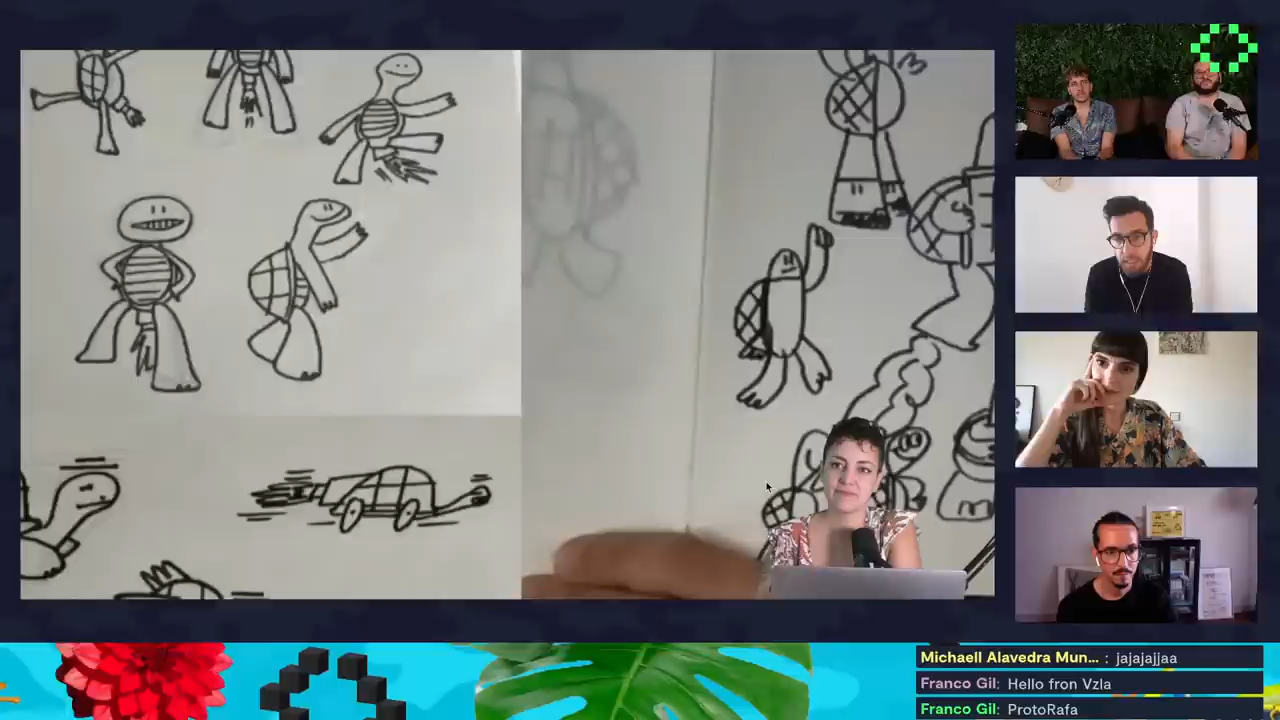 Michaell Alavedra Mun... : jajajajjaa
Franco Gil: Hello fron Vzla
Franco Gil: ProtoRafa